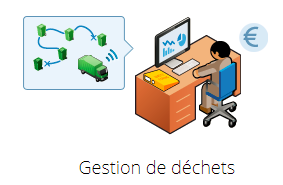 €
Gestion de déchets